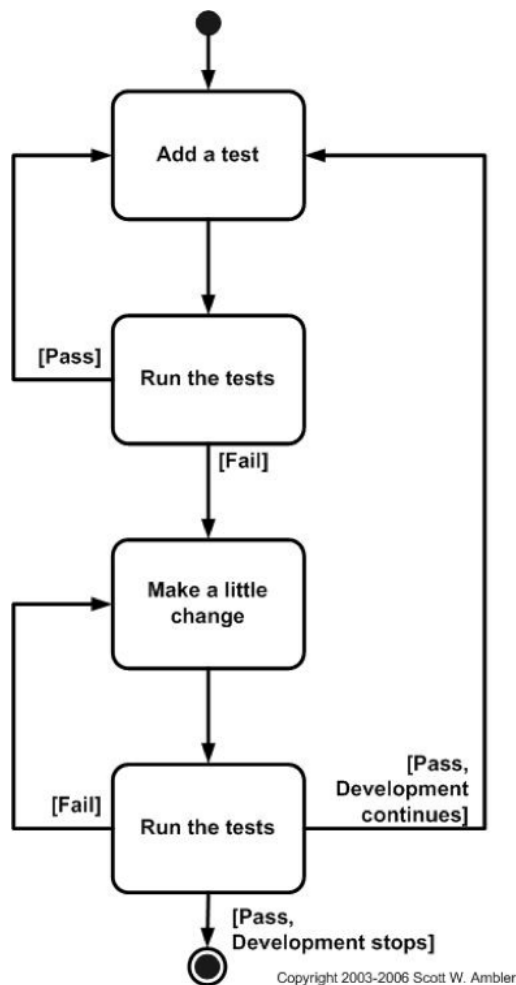 Add a test
[Pass]
Run the tests
[Fail]
Make a little
change
[Fail]
Run the tests
[Pass,
Development
continues]
[Pass,
Development stops]
Copyright 2003-2006 Scott W. Ambler